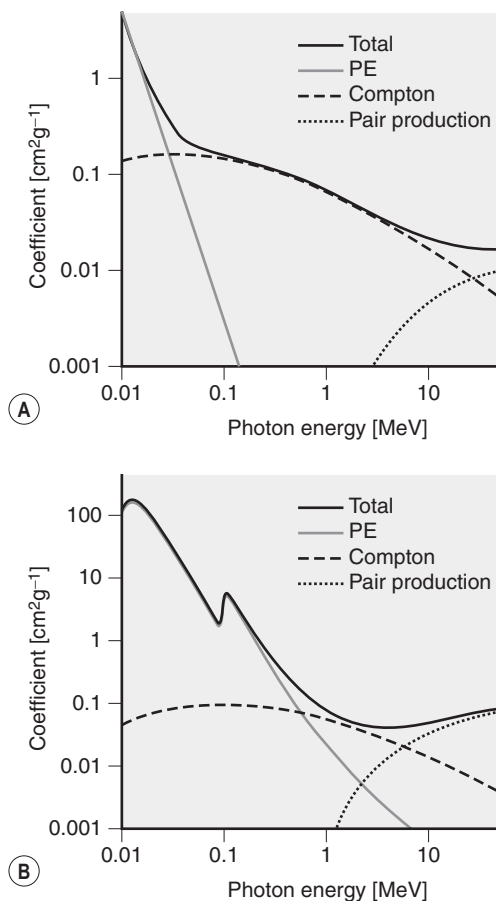 Total
PE
Compton
Pair production
Coefficient [cm²g⁻¹]
1
0.1
0.01
0.001
0.01 0.1 1 10
Photon energy [MeV]
A
Total
PE
Compton
Pair production
Coefficient [cm²g⁻¹]
100
10
1
0.1
0.01
0.001
0.01 0.1 1 10
Photon energy [MeV]
B